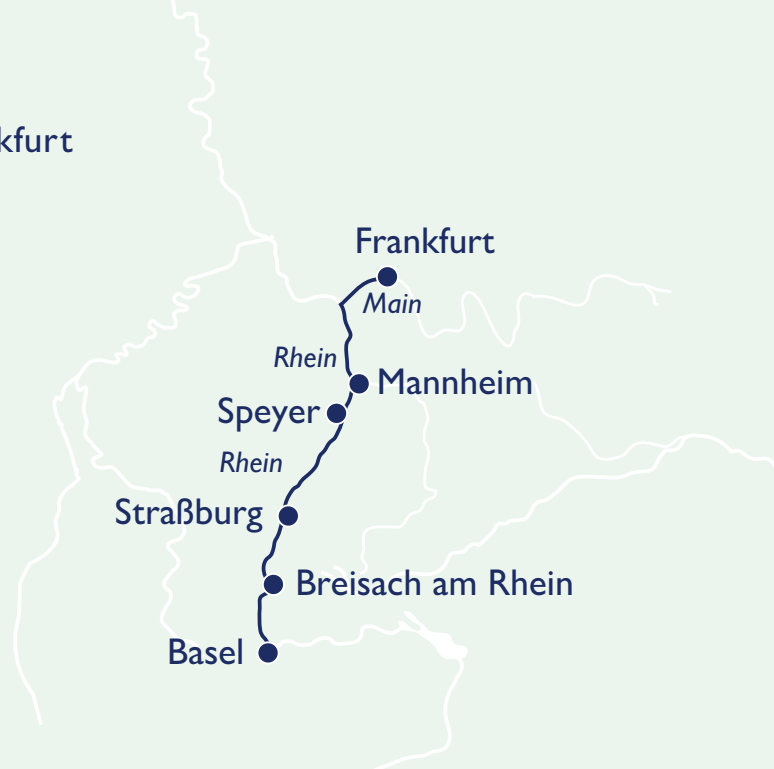 kfurt
Frankfurt
Main
Rhein
Mannheim
Speyer
Rhein
Straßburg
Breisach am Rhein
Basel